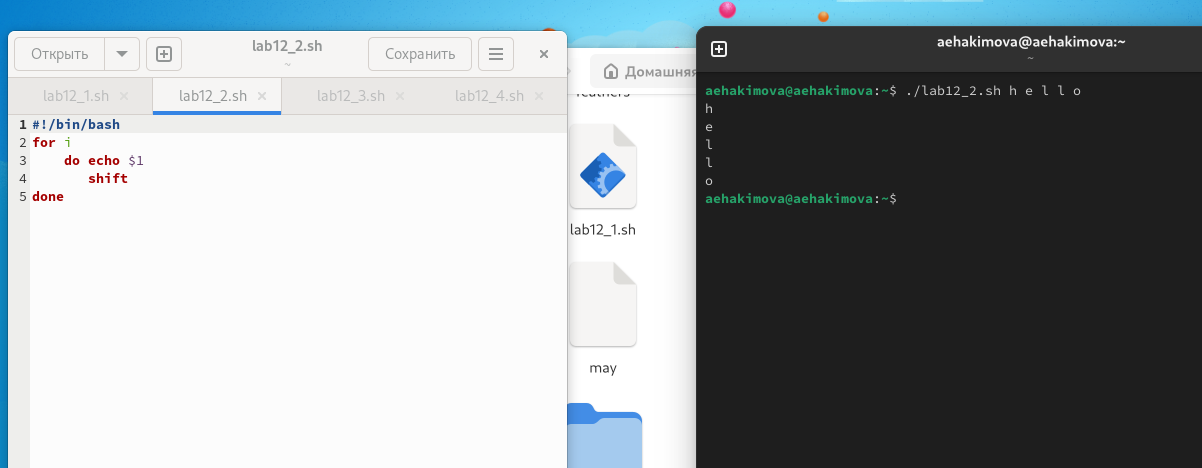 Открыть
lab12_2.sh
~
Сохранить
lab12_1.sh
lab12_2.sh
lab12_3.sh
lab12_4.sh
1 #!/bin/bash
2 for i
3     do echo $1
4        shift
5 done
Домашняя
feathers
lab12_1.sh
may
aehakimova@aehakimova:~
~
aehakimova@aehakimova:~$ ./lab12_2.sh h e l l o
h
e
l
l
o
aehakimova@aehakimova:~$